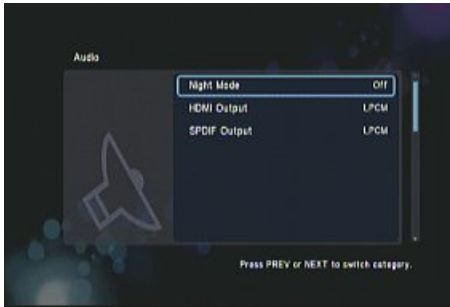 Audio
Night Mode Off
HDMI Output LPCM
SPDIF Output LPCM
Press PREV or NEXT to switch category.